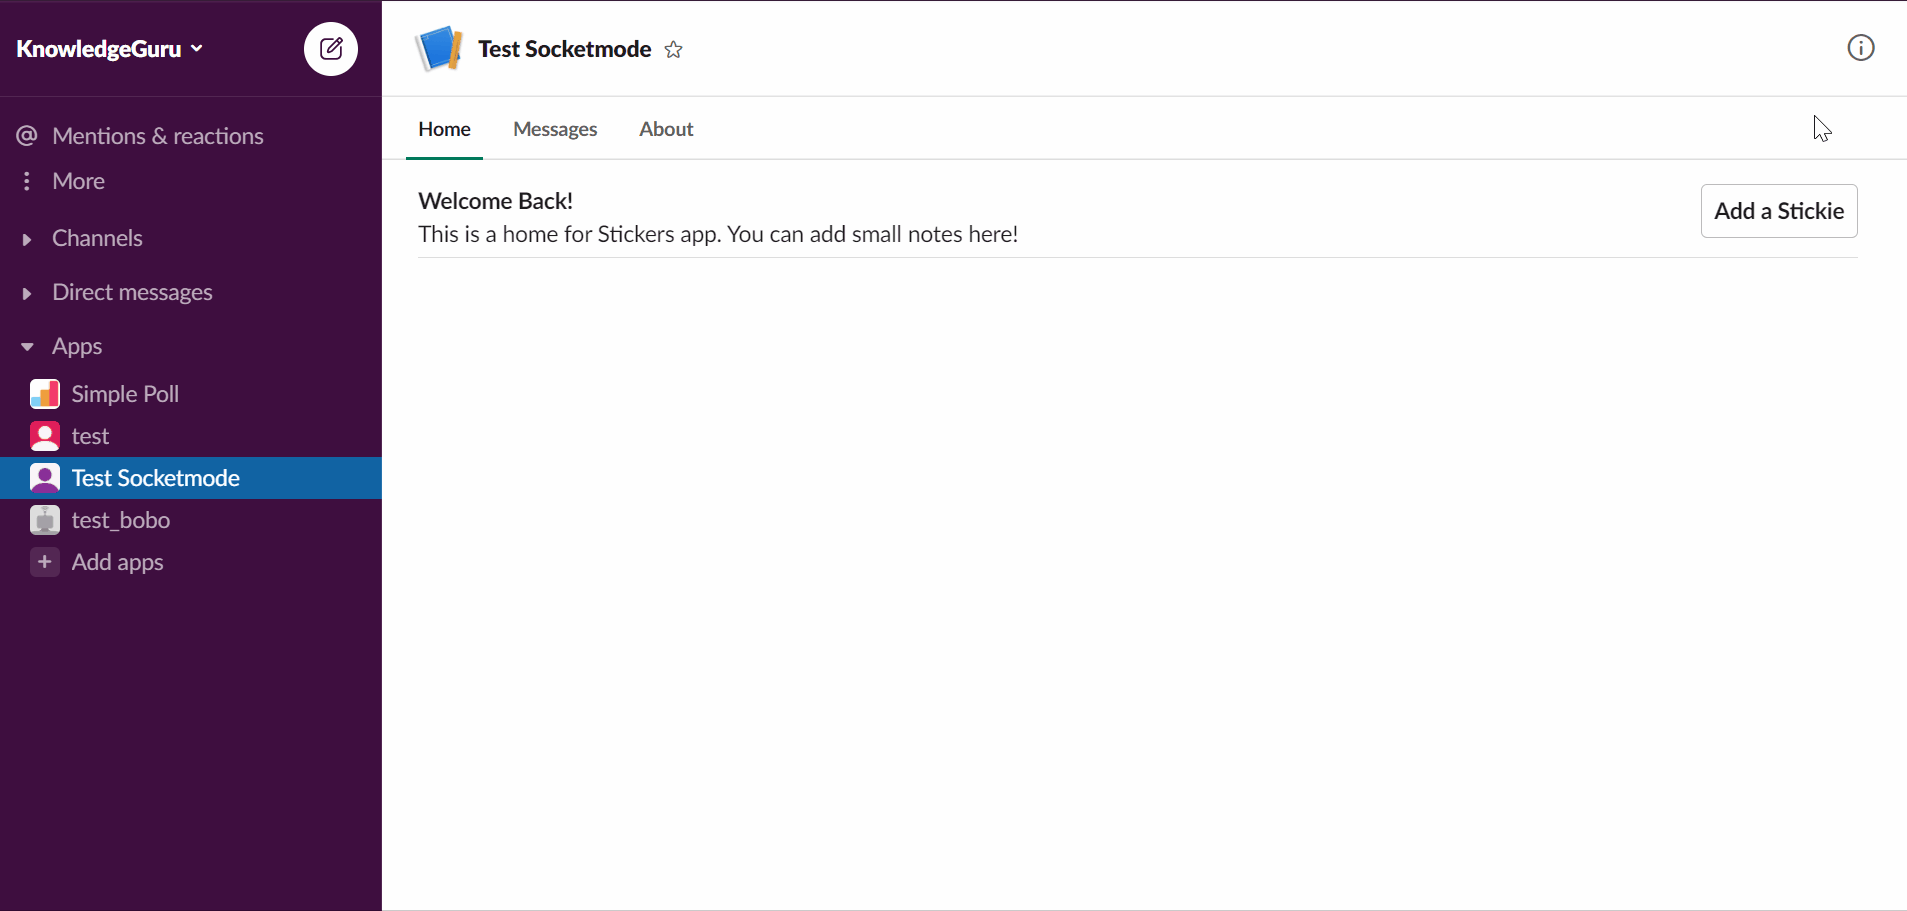 KnowledgeGuru
Mentions & reactions
More
Channels
Direct messages
Apps
Simple Poll
test
Test Socketmode
test_bobo
Add apps
Test Socketmode
Home Messages About
Welcome Back!
This is a home for Stickers app. You can add small notes here!
Add a Stickie